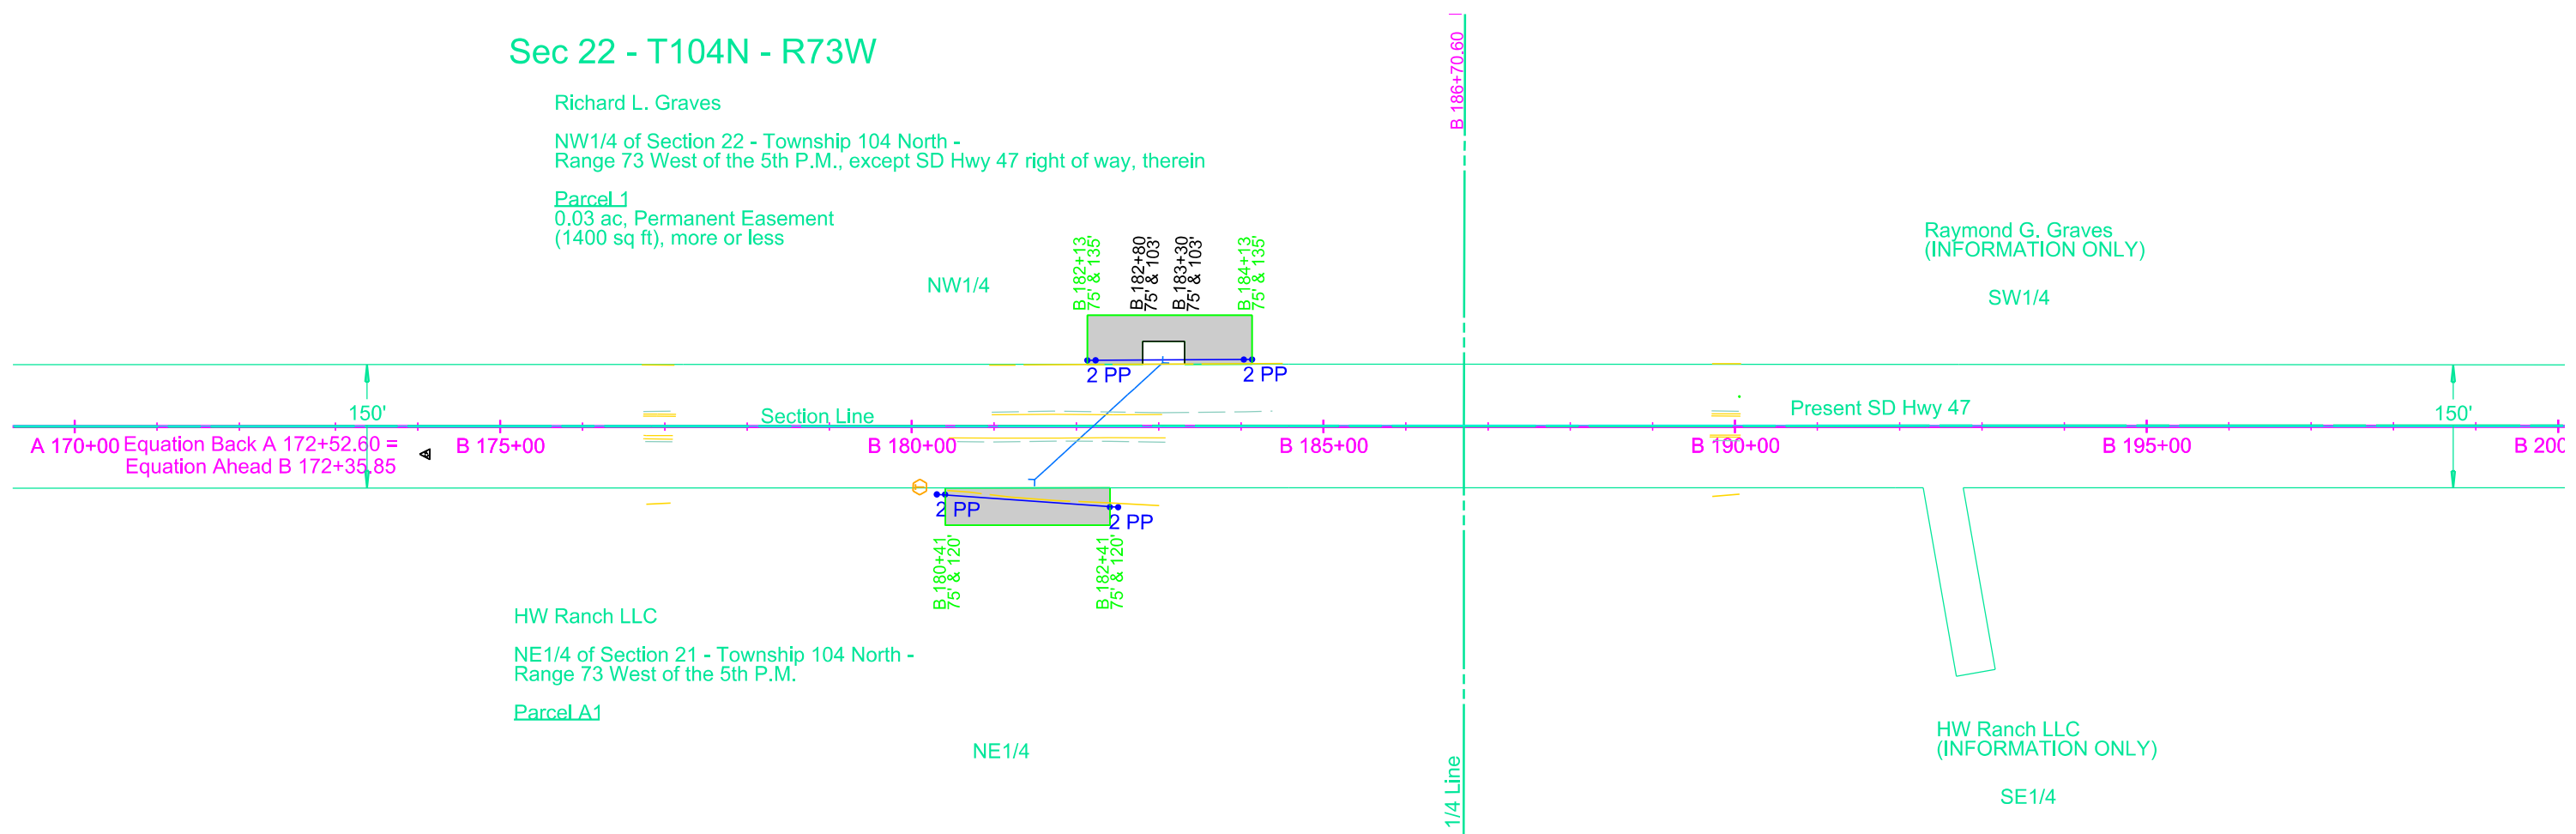 Sec 22 - T104N - R73W
Richard L. Graves
NW1/4 of Section 22 - Township 104 North -
Range 73 West of the 5th P.M., except SD Hwy 47 right of way, therein
Parcel 1
0.03 ac, Permanent Easement
(1400 sq ft), more or less
NW1/4
B 182+13
75' & 135'
B 182+80
75' & 103'
B 183+30
75' & 103'
B 184+13
75' & 135'
B 186+70.60
Raymond G. Graves
(INFORMATION ONLY)
SW1/4
2 PP
2 PP
150'
Section Line
Present SD Hwy 47
150'
A 170+00
Equation Back A 172+52.60 =
Equation Ahead B 172+35.85
B 175+00
B 180+00
B 185+00
B 190+00
B 195+00
B 200
2 PP
2 PP
B 180+41
75' & 120'
B 182+41
75' & 120'
HW Ranch LLC
NE1/4 of Section 21 - Township 104 North -
Range 73 West of the 5th P.M.
Parcel A1
NE1/4
1/4 Line
HW Ranch LLC
(INFORMATION ONLY)
SE1/4